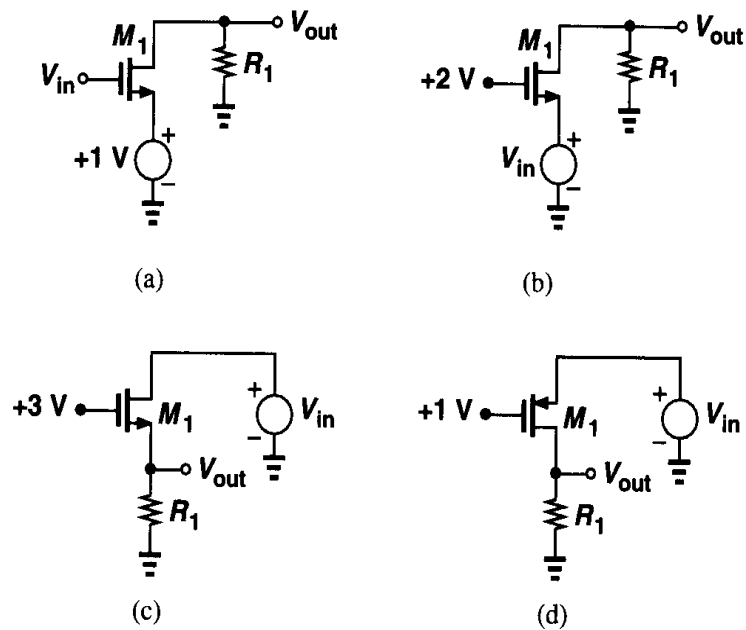 M1
Vout
Vin
R1
+
+1 V
−
(a)
M1
Vout
+2 V
R1
+
Vin
−
(b)
+3 V
M1
+
Vin
−
Vout
R1
(c)
+1 V
M1
+
Vin
−
Vout
R1
(d)